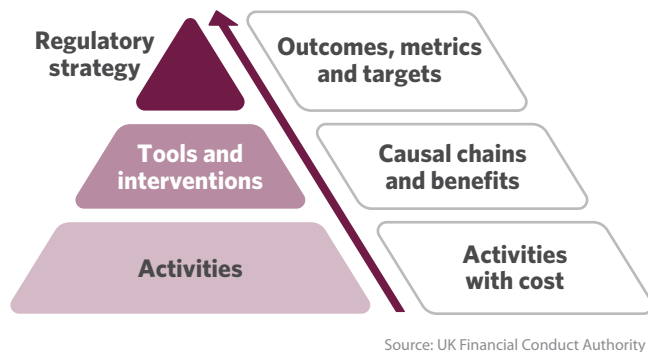 Regulatory
strategy
Outcomes, metrics
and targets
Tools and
interventions
Causal chains
and benefits
Activities
Activities
with cost
Source: UK Financial Conduct Authority